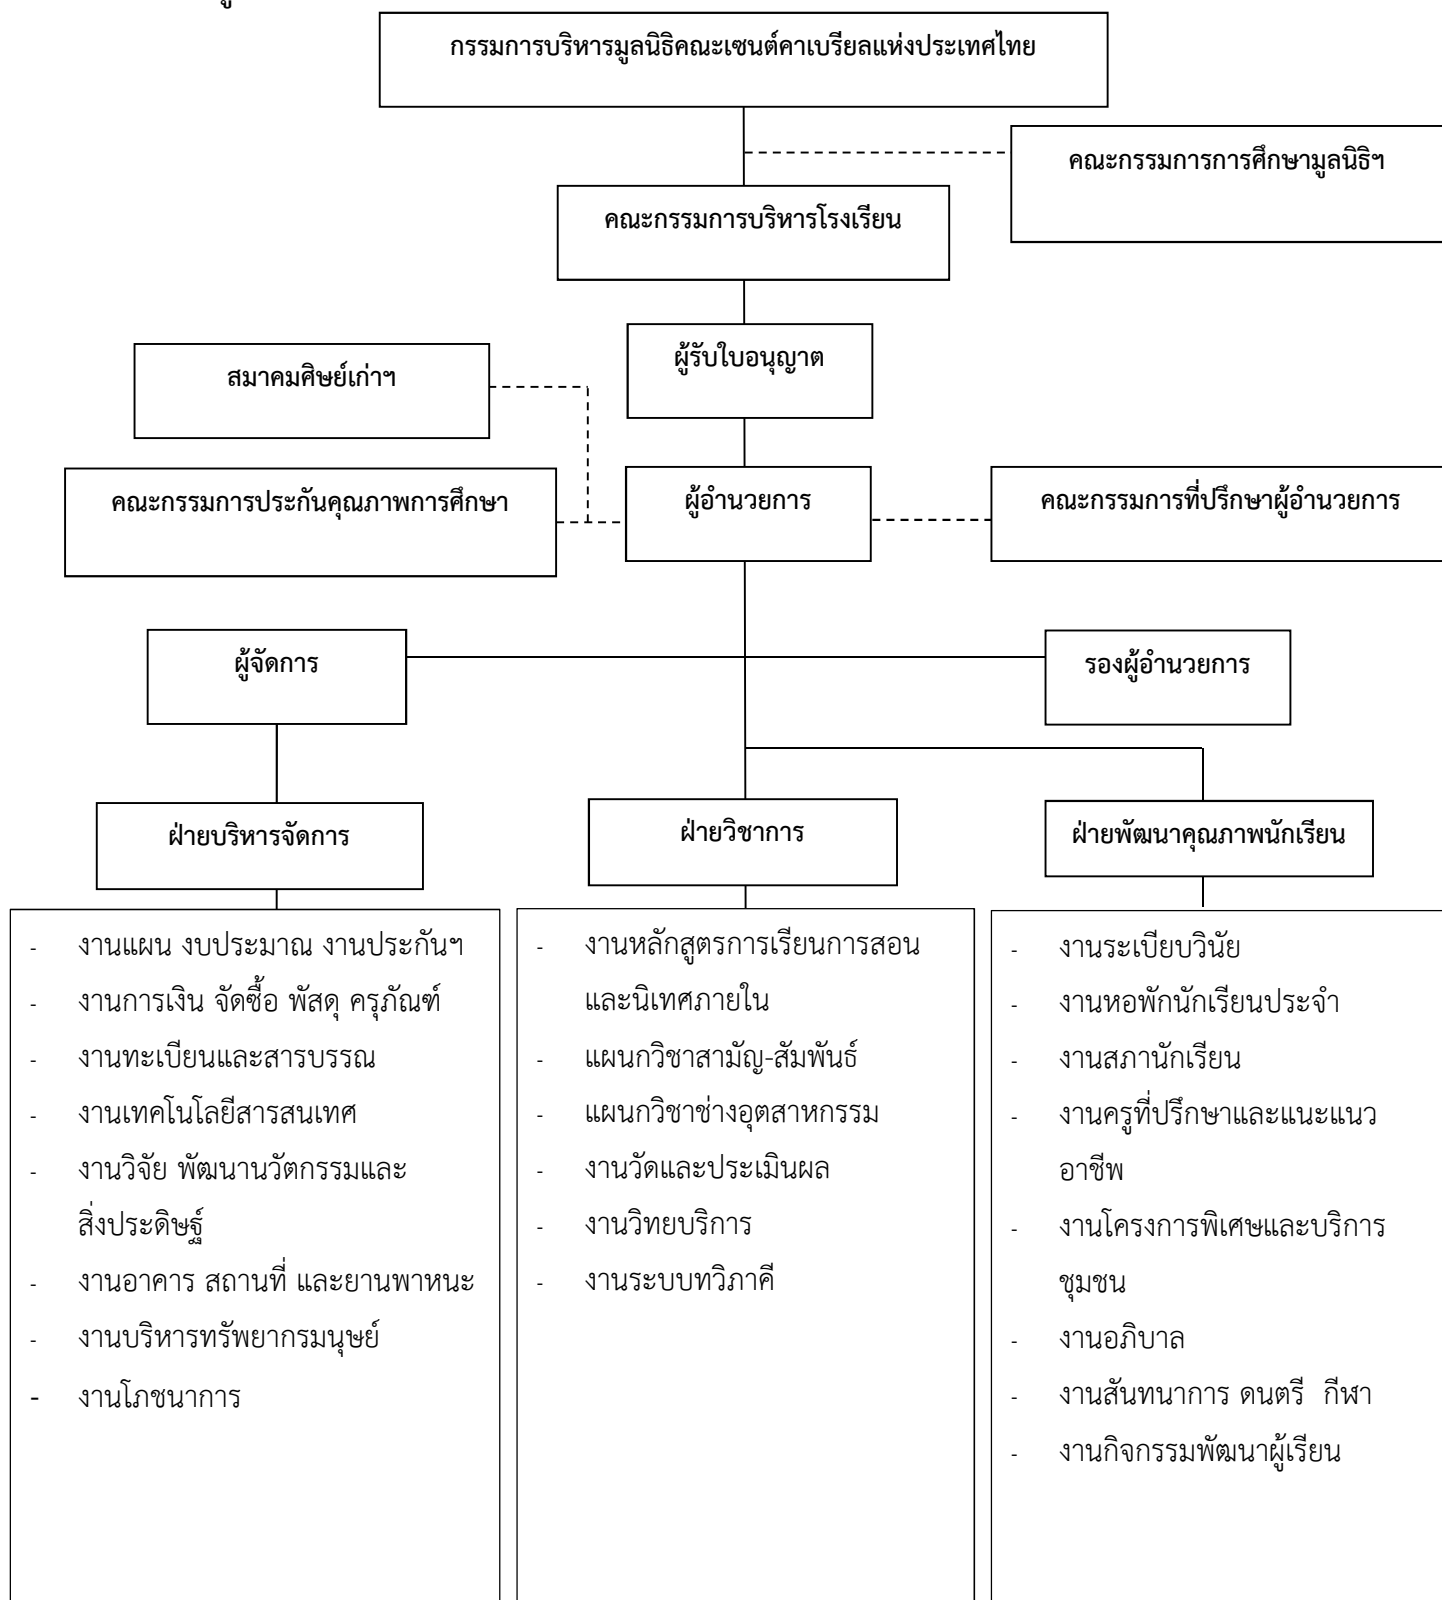 กรรมการบริหารมูลนิธิคณะเซนต์คาเบรียลแห่งประเทศไทย
คณะกรรมการการศึกษามูลนิธิฯ
คณะกรรมการบริหารโรงเรียน
ผู้รับใบอนุญาต
สมาคมศิษย์เก่าฯ
คณะกรรมการประกันคุณภาพการศึกษา
ผู้อำนวยการ
คณะกรรมการที่ปรึกษาผู้อำนวยการ
ผู้จัดการ
รองผู้อำนวยการ
ฝ่ายบริหารจัดการ
ฝ่ายวิชาการ
ฝ่ายพัฒนาคุณภาพนักเรียน
- งานแผน งบประมาณ งานประกันฯ
- งานการเงิน จัดซื้อ พัสดุ ครุภัณฑ์
- งานทะเบียนและสารบรรณ
- งานเทคโนโลยีสารสนเทศ
- งานวิจัย พัฒนานวัตกรรมและ
สิ่งประดิษฐ์
- งานอาคาร สถานที่ และยานพาหนะ
- งานบริหารทรัพยากรมนุษย์
- งานโภชนาการ
- งานหลักสูตรการเรียนการสอน
และนิเทศภายใน
- แผนกวิชาสามัญ-สัมพันธ์
- แผนกวิชาช่างอุตสาหกรรม
- งานวัดและประเมินผล
- งานวิทยบริการ
- งานระบบทวิภาคี
- งานระเบียบวินัย
- งานหอพักนักเรียนประจำ
- งานสภานักเรียน
- งานครูที่ปรึกษาและแนะแนว
อาชีพ
- งานโครงการพิเศษและบริการ
ชุมชน
- งานอภิบาล
- งานสันทนาการ ดนตรี กีฬา
- งานกิจกรรมพัฒนาผู้เรียน